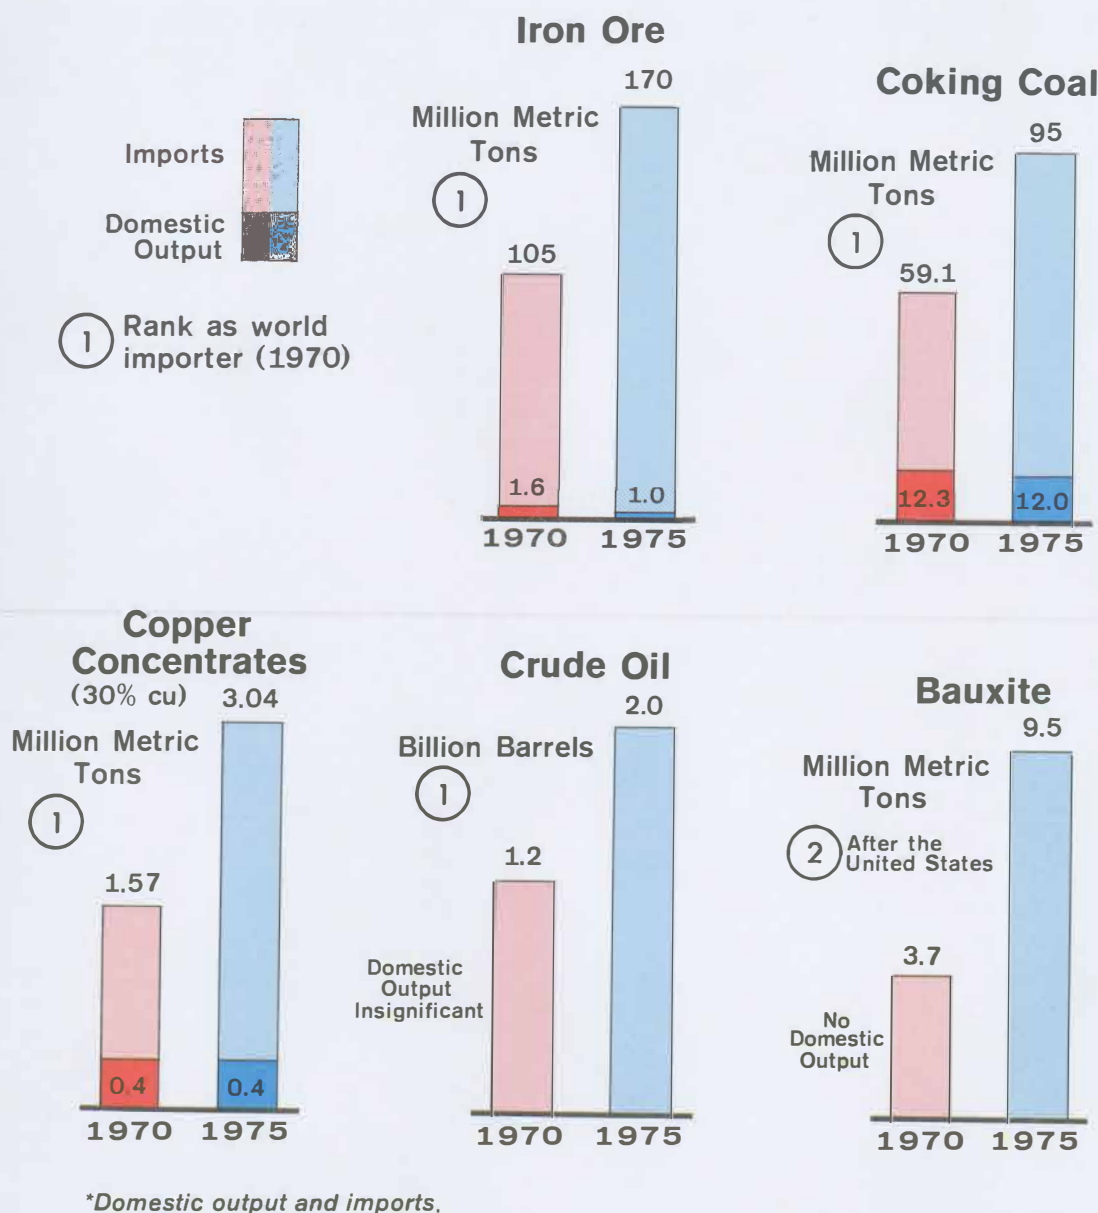 Imports
Domestic
Output
1 Rank as world
importer (1970)
Iron Ore
170
Million Metric
Tons
1
105
1.6
1.0
1970 1975
Coking Coal
95
Million Metric
Tons
1
59.1
12.3
12.0
1970 1975
Copper
Concentrates
(30% cu) 3.04
Million Metric
Tons
1
1.57
0.4
0.4
1970 1975
Crude Oil
2.0
Billion Barrels
1
1.2
Domestic
Output
Insignificant
1970 1975
Bauxite
9.5
Million Metric
Tons
2 After the
United States
3.7
No
Domestic
Output
1970 1975
*Domestic output and imports.